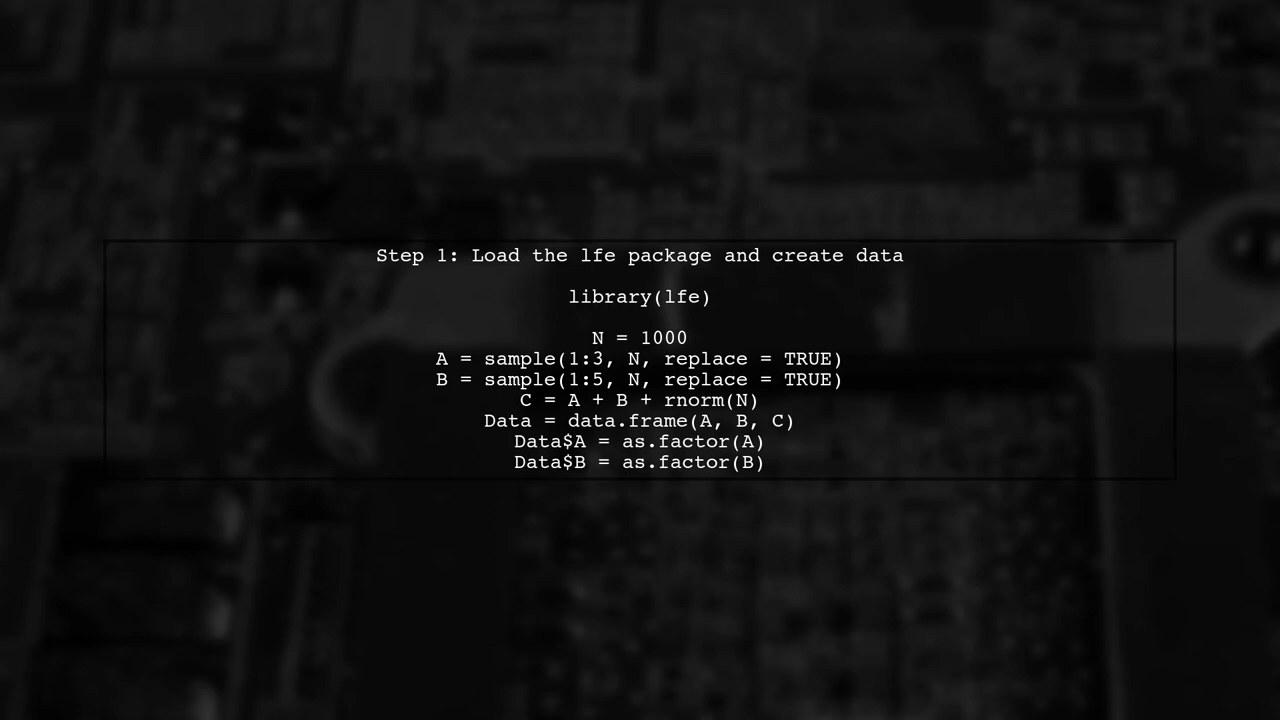 Step 1: Load the lfe package and create data
library(lfe)
N = 1000
A = sample(1:3, N, replace = TRUE)
B = sample(1:5, N, replace = TRUE)
C = A + B + rnorm(N)
Data = data.frame(A, B, C)
Data$A = as.factor(A)
Data$B = as.factor(B)